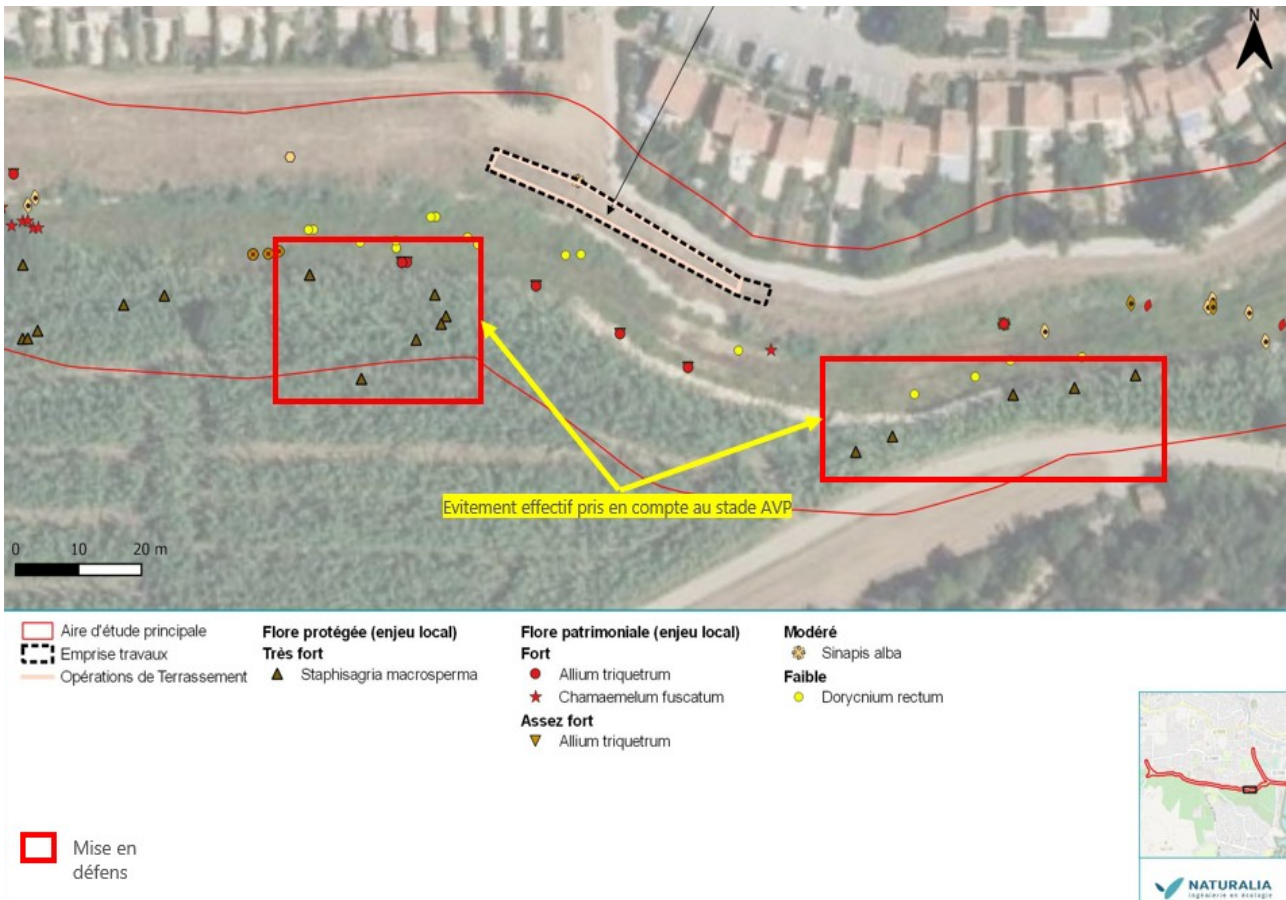 N
Evitement effectif pris en compte au stade AVP
0 10 20 m
Aire d'étude principale
Emprise travaux
Opérations de Terrassement
Flore protégée (enjeu local)
Très fort
Staphisagria macrosperma
Flore patrimoniale (enjeu local)
Fort
Allium triquetrum
Chamaemelum fuscatum
Assez fort
Allium triquetrum
Modéré
Sinapis alba
Faible
Dorycnium rectum
Mise en
défens
NATURALIA
Ingénierie en écologie